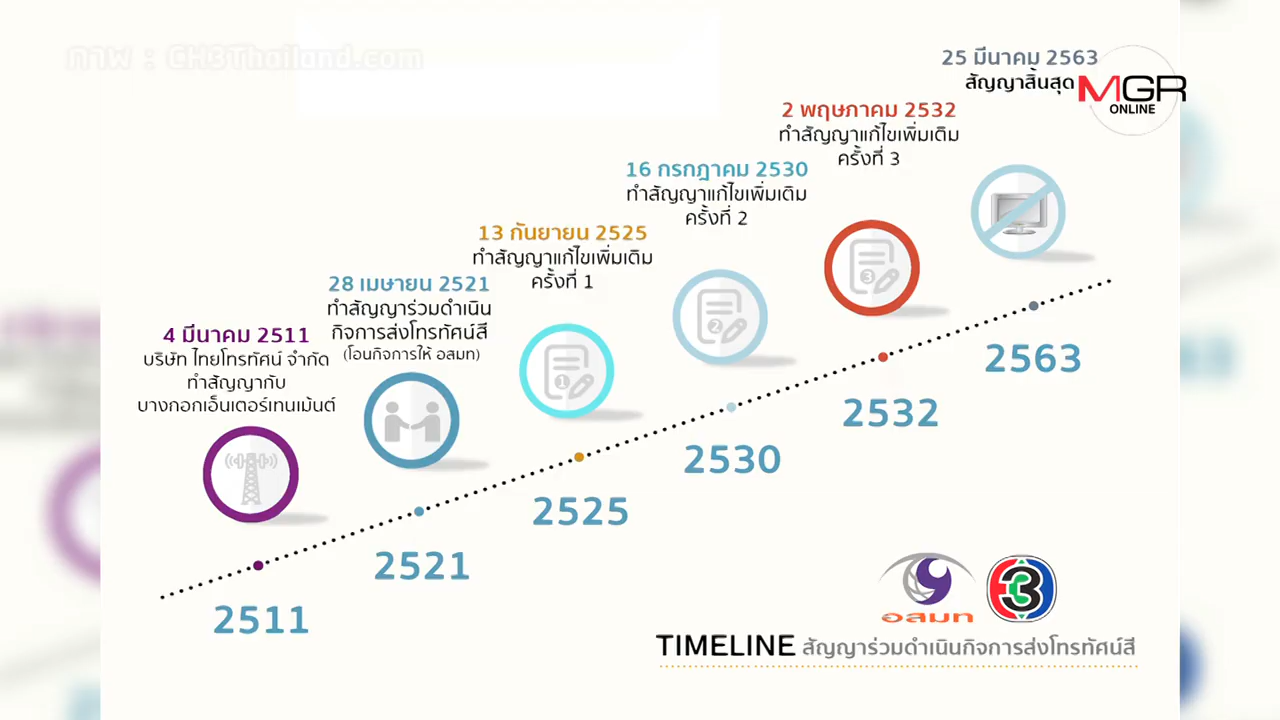 ภาพ : CH3Thailand.com
25 มีนาคม 2563
สัญญาสิ้นสุด
MGR
ONLINE
2 พฤษภาคม 2532
ทำสัญญาแก้ไขเพิ่มเติม
ครั้งที่ 3
16 กรกฎาคม 2530
ทำสัญญาแก้ไขเพิ่มเติม
ครั้งที่ 2
13 กันยายน 2525
ทำสัญญาแก้ไขเพิ่มเติม
ครั้งที่ 1
28 เมษายน 2521
ทำสัญญาร่วมดำเนิน
กิจการส่งโทรทัศน์สี
(โอนกิจการให้ อสมท)
4 มีนาคม 2511
บริษัท ไทยโทรทัศน์ จำกัด
ทำสัญญากับ
บางกอกเอ็นเตอร์เทนเม้นต์
3
2
1
2563
2532
2530
2525
2521
2511
อสมท
3
TIMELINE สัญญาร่วมดำเนินกิจการส่งโทรทัศน์สี